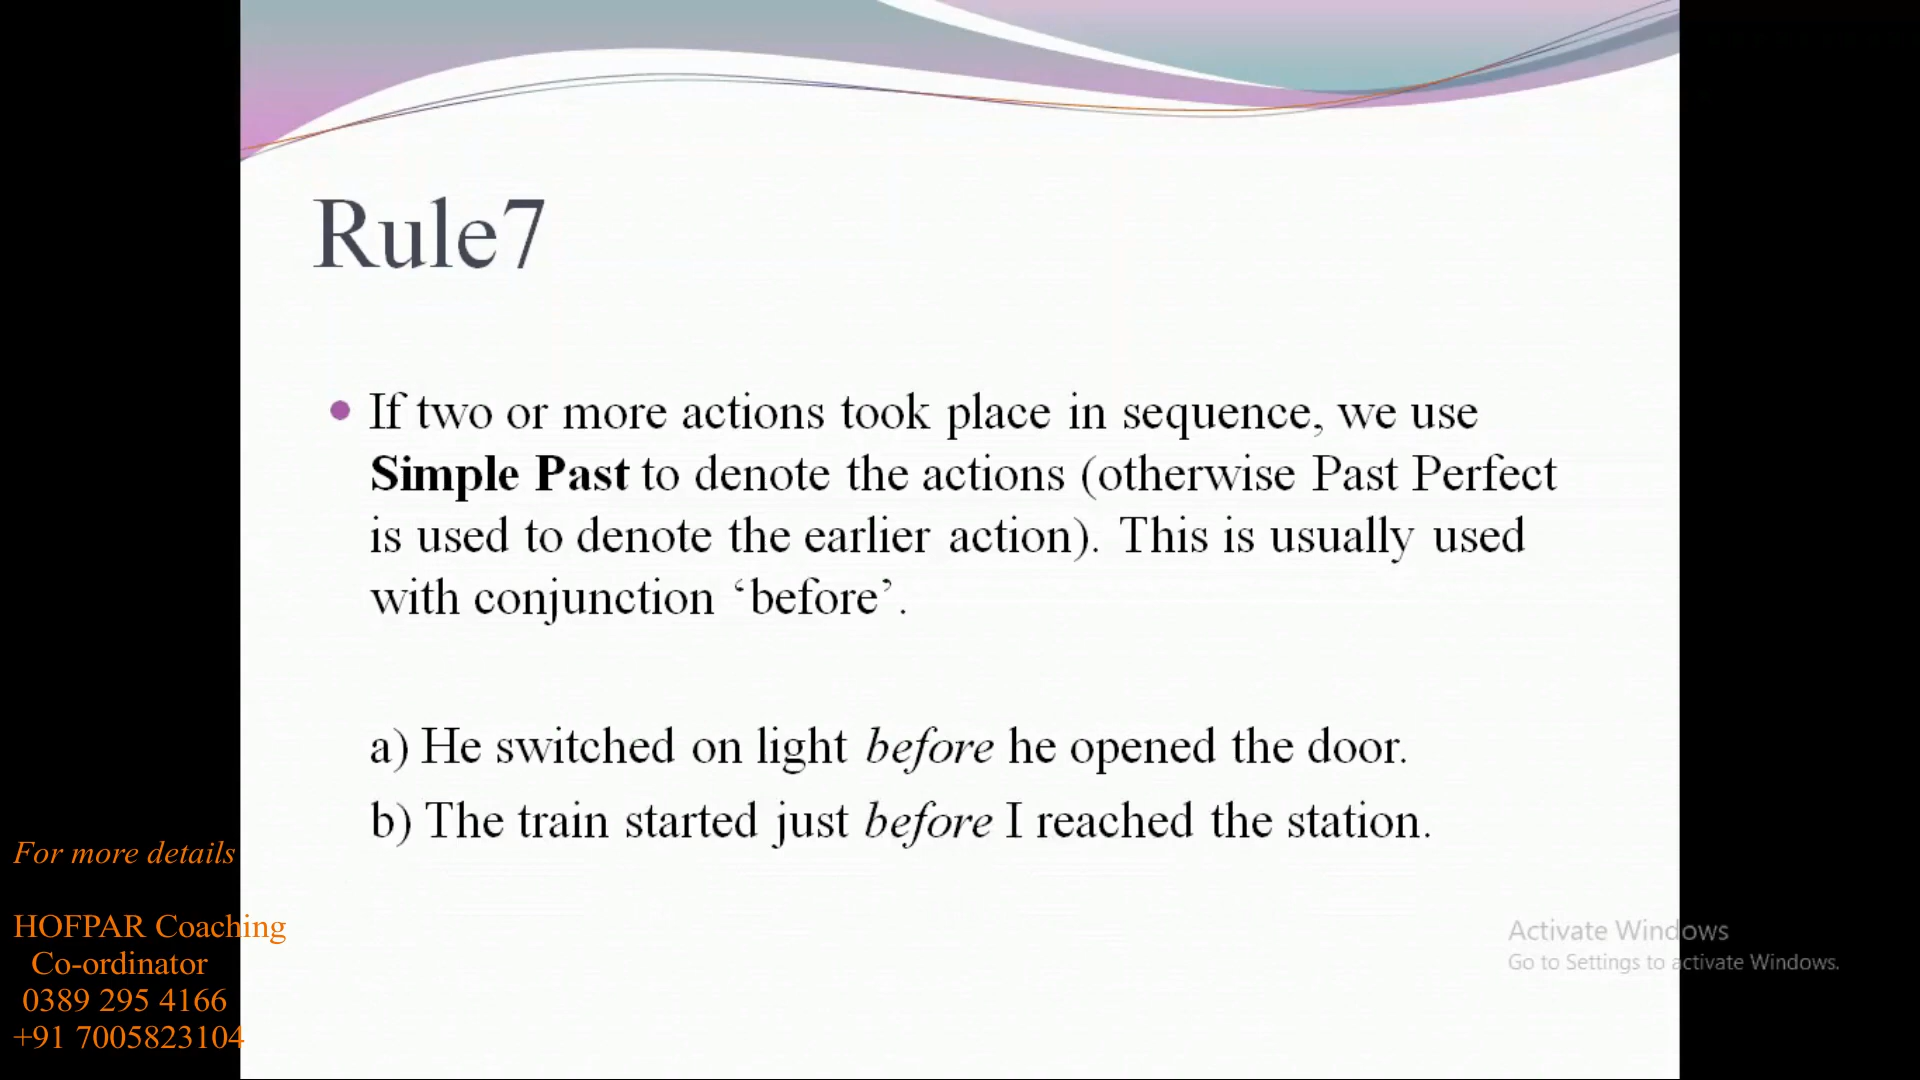 Rule7
If two or more actions took place in sequence, we use
Simple Past to denote the actions (otherwise Past Perfect
is used to denote the earlier action). This is usually used
with conjunction ‘before’.
a) He switched on light before he opened the door.
b) The train started just before I reached the station.
For more details
HOFPAR Coaching
Co-ordinator
0389 295 4166
+91 7005823104
Activate Windows
Go to Settings to activate Windows.